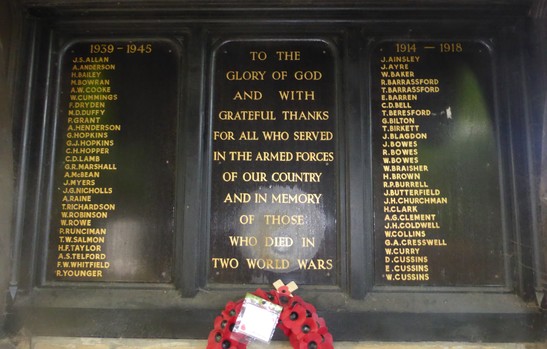 1939-1945
J.S.ALLAN
A.ANDERSON
H.BAILEY
M.BOWRAN
A.W.COOKE
W.CUMMINGS
F.DRYDEN
M.D.DUFFY
P.GRANT
A.HENDERSON
G.HOPKINS
G.J.HOPKINS
C.H.HOPPER
C.D.LAMB
G.R.MARSHALL
A.McBEAN
J.MYERS
J.G.NICHOLLS
A.RAINE
T.RICHARDSON
W.ROBINSON
W.ROWE
P.RUNCIMAN
T.W.SALMON
H.F.TAYLOR
A.S.TELFORD
F.W.WHITFIELD
R.YOUNGER
TO THE
GLORY OF GOD
AND WITH
GRATEFUL THANKS
FOR ALL WHO SERVED
IN THE ARMED FORCES
OF OUR COUNTRY
AND IN MEMORY
OF THOSE
WHO DIED IN
TWO WORLD WARS
1914 - 1918
J.AINSLEY
J.AYRE
W.BAKER
R.BARRASSFORD
T.BARRASSFORD
E.BARREN
C.D.BELL
T.BERESFORD
G.BILTON
T.BIRKETT
J.BLAGDON
J.BOWES
R.BOWES
W.BOWES
W.BRAISHER
H.BROWN
R.P.BURRELL
J.BUTTERFIELD
J.H.CHURCHMAN
H.CLARK
A.G.CLEMENT
J.H.COLDWELL
W.COLLINS
G.A.CRESSWELL
W.CURRY
D.CUSSINS
E.CUSSINS
W.CUSSINS